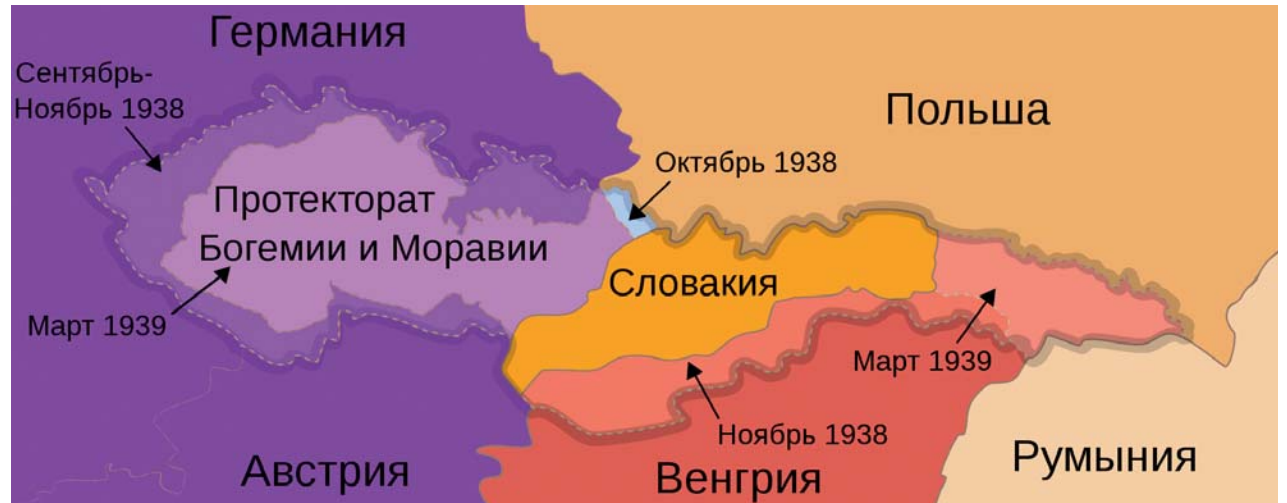 Германия
Сентябрь-
Ноябрь 1938
Польша
Октябрь 1938
Протекторат
Богемии и Моравии
Словакия
Март 1939
Март 1939
Ноябрь 1938
Австрия
Венгрия
Румыния